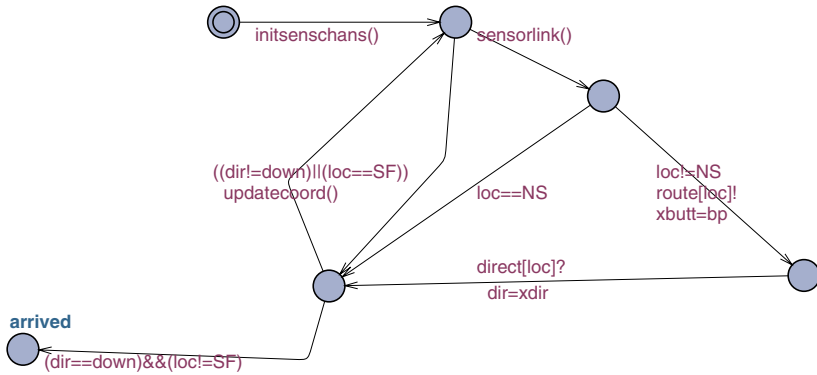 initsenschans()
sensorlink()
((dir!=down)||(loc==SF))
updatecoord()
loc==NS
loc!=NS
route[loc]!
xbutt=bp
direct[loc]?
dir=xdir
arrived
(dir==down)&&(loc!=SF)